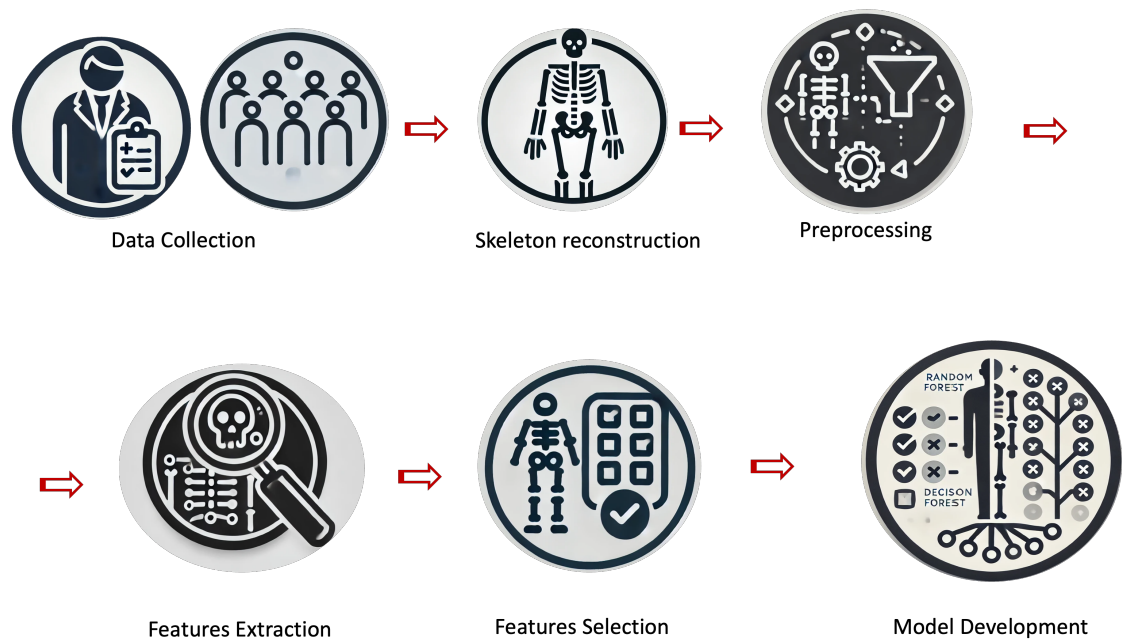 Data Collection
Skeleton reconstruction
Preprocessing
RANDOM
FOREST
DECISON
FOREST
Features Extraction
Features Selection
Model Development